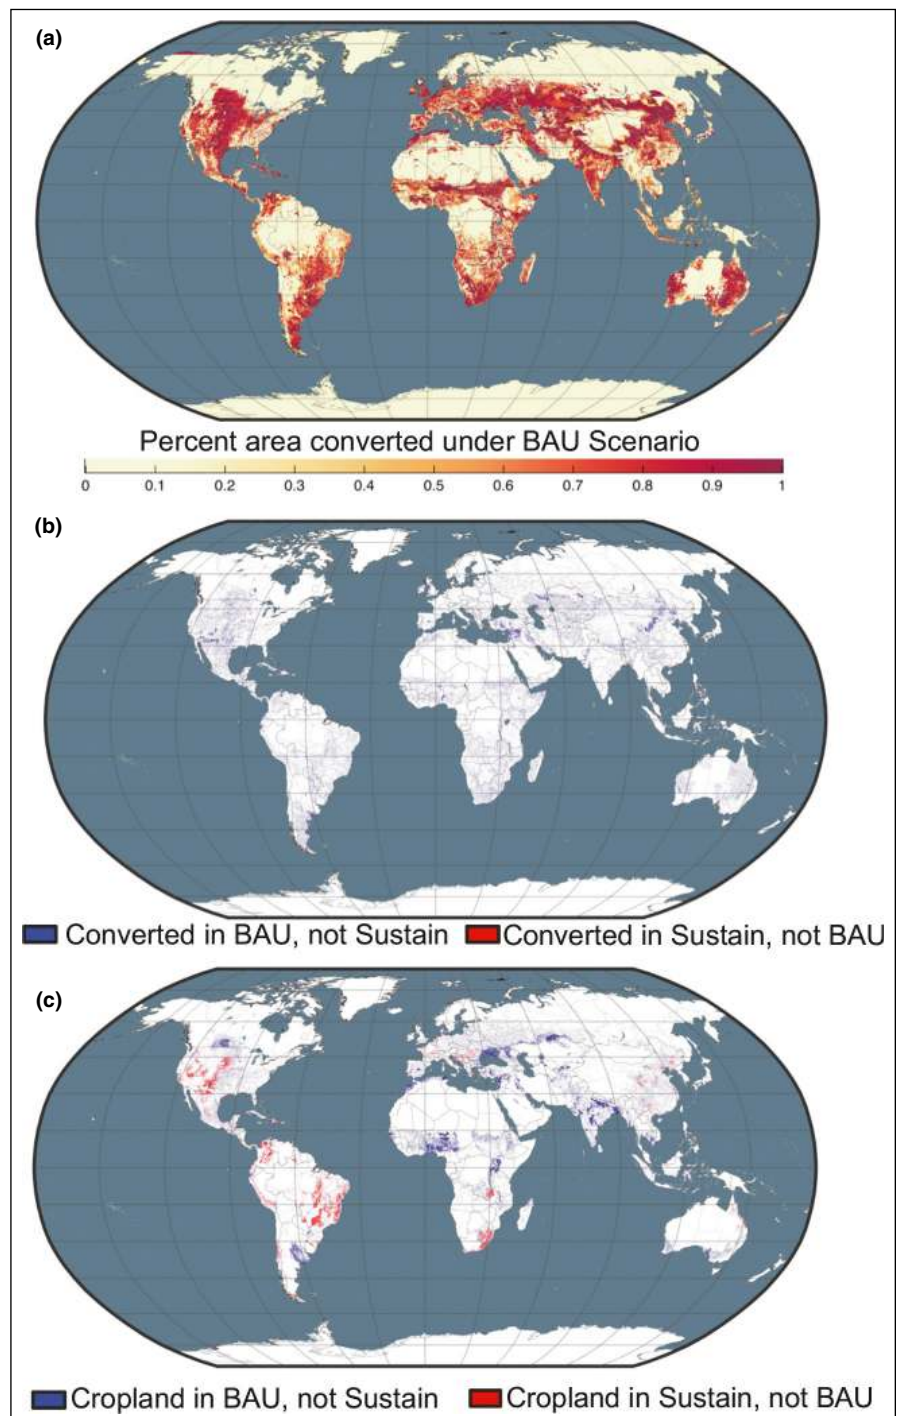 (a)
Percent area converted under BAU Scenario
0 0.1 0.2 0.3 0.4 0.5 0.6 0.7 0.8 0.9 1
(b)
Converted in BAU, not Sustain Converted in Sustain, not BAU
(c)
Cropland in BAU, not Sustain Cropland in Sustain, not BAU